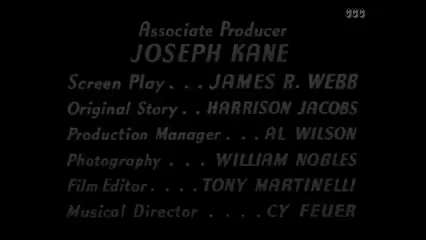 GGG
Associate Producer
JOSEPH KANE
Screen Play . . . JAMES R. WEBB
Original Story . . HARRISON JACOBS
Production Manager . . . AL WILSON
Photography . . . WILLIAM NOBLES
Film Editor . . . . TONY MARTINELLI
Musical Director . . . . CY FEUER